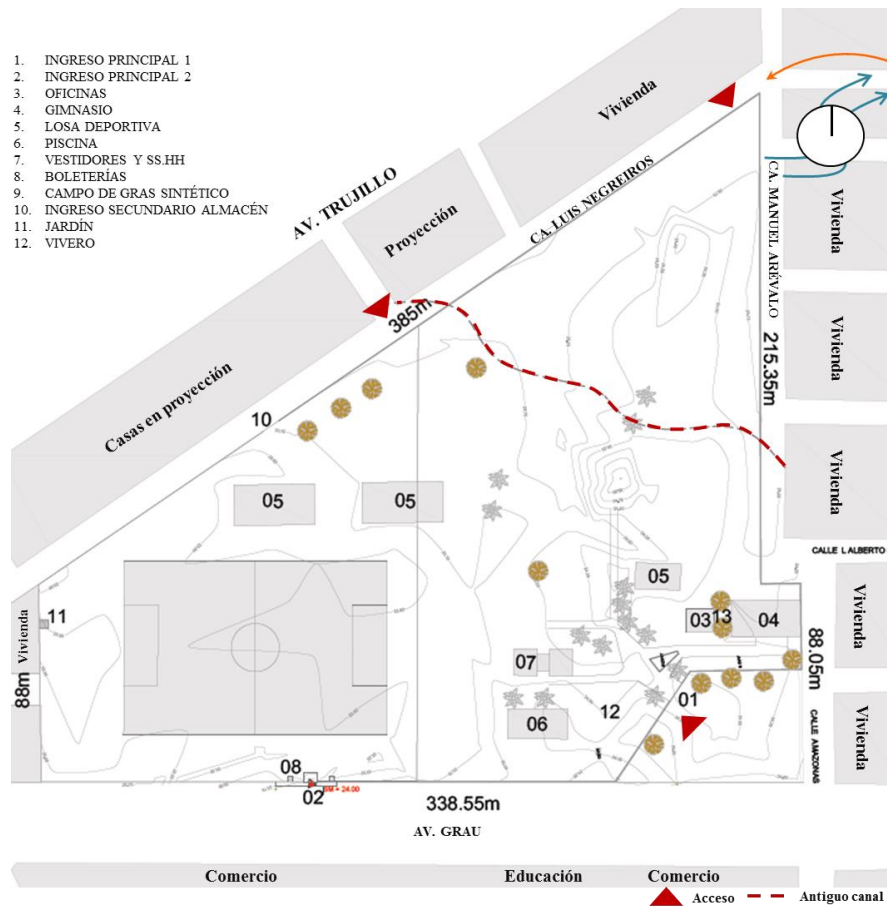 1. INGRESO PRINCIPAL 1
2. INGRESO PRINCIPAL 2
3. OFICINAS
4. GIMNASIO
5. LOSA DEPORTIVA
6. PISCINA
7. VESTIDORES Y SS.HH
8. BOLETERÍAS
9. CAMPO DE GRAS SINTÉTICO
10. INGRESO SECUNDARIO ALMACÉN
11. JARDÍN
12. VIVERO
Vivienda
AV. TRUJILLO
Proyección
CA. LUIS NEGREIROS
CA. MANUEL ARÉVALO
Vivienda
385m
Vivienda
215.35m
Casas en proyección
10
Vivienda
05
05
CALLE L ALBERTO
05
Vivienda
11
03
13
04
Vivienda
88m
07
88.05m
01
12
06
CALLE AMAZONAS
Vivienda
08
02
BM = 24.00
338.55m
AV. GRAU
Comercio
Educación
Comercio
Acceso
Antiguo canal